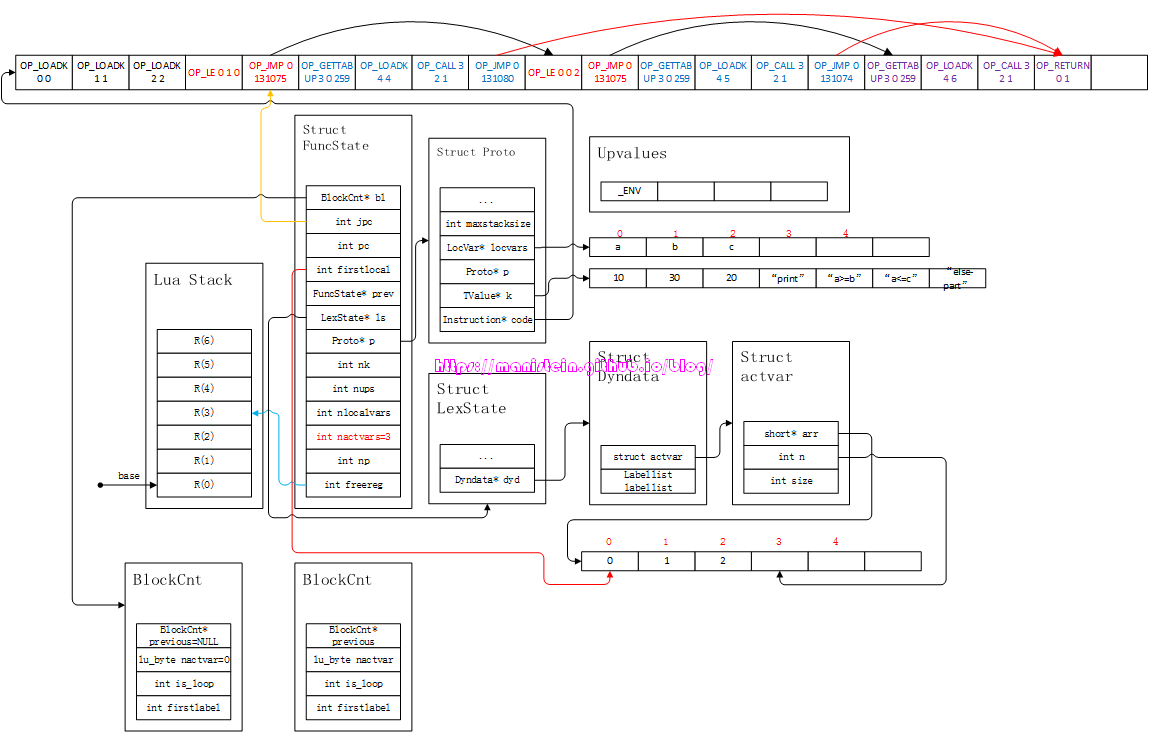 OP_LOADK
0 0
OP_LOADK
1 1
OP_LOADK
2 2
OP_LE 0 1 0
OP_JMP 0
131075
OP_GETTAB
UP 3 0 259
OP_LOADK
4 4
OP_CALL 3
2 1
OP_JMP 0
131080
OP_LE 0 0 2
OP_JMP 0
131075
OP_GETTAB
UP 3 0 259
OP_LOADK
4 5
OP_CALL 3
2 1
OP_JMP 0
131074
OP_GETTAB
UP 3 0 259
OP_LOADK
4 6
OP_CALL 3
2 1
OP_RETURN
0 1
Struct
FuncState
BlockCnt* bl
int jpc
int pc
int firstlocal
FuncState* prev
LexState* ls
Proto* p
int nk
int nups
int nlocalvars
int nactvars=3
int np
int freereg
Struct Proto
...
int maxstacksize
LocVar* locvars
Proto* p
TValue* k
Instruction* code
Upvalues
_ENV
0 1 2 3 4
a b c
10 30 20 “print” “a>=b” “a<=c” “else-
part”
Lua Stack
R(6)
R(5)
R(4)
R(3)
R(2)
R(1)
R(0)
base
http://manistein.github.io/blog/
Struct
LexState
...
Dyndata* dyd
Struct
Dyndata
struct actvar
Labellist
labellist
Struct
actvar
short* arr
int n
int size
0 1 2 3 4
0 1 2
BlockCnt
BlockCnt*
previous=NULL
lu_byte nactvar=0
int is_loop
int firstlabel
BlockCnt
BlockCnt*
previous
lu_byte nactvar
int is_loop
int firstlabel